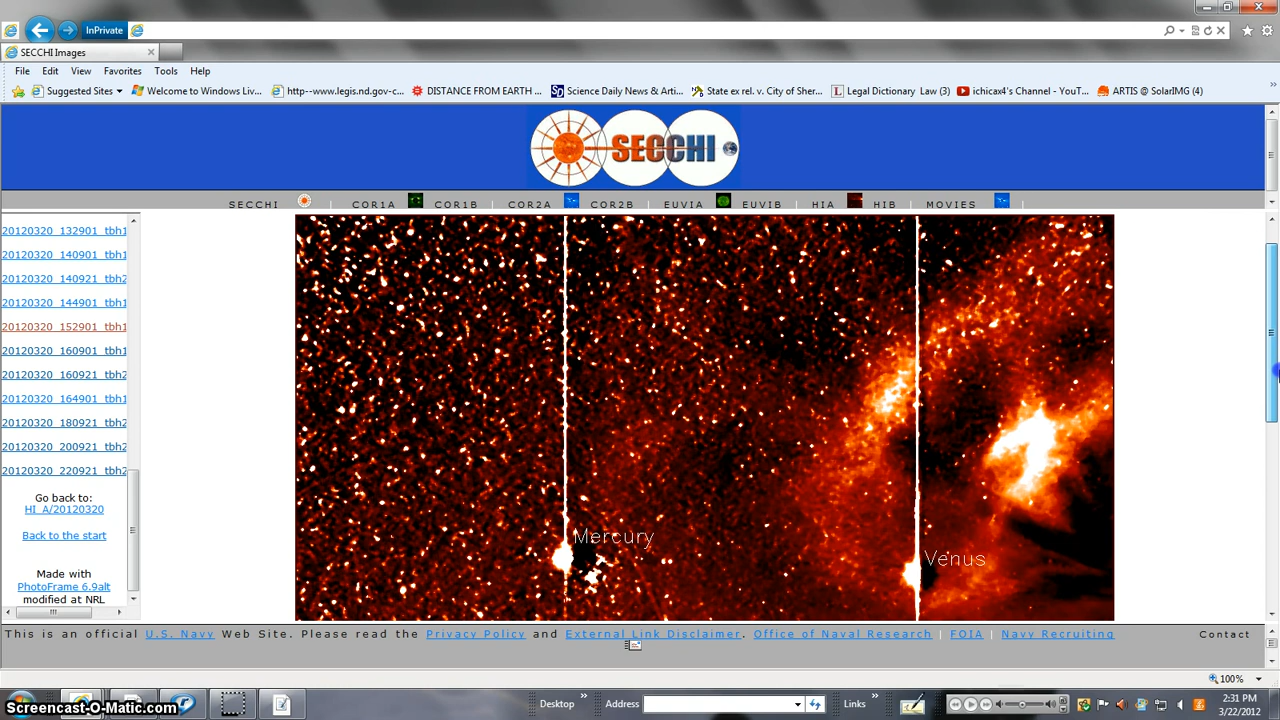 InPrivate
SECCHI Images
File Edit View Favorites Tools Help
Suggested Sites Welcome to Windows Liv... http--www.legis.nd.gov-c... DISTANCE FROM EARTH ... Science Daily News & Arti... State ex rel. v. City of Sher... Legal Dictionary Law (3) ichicax4's Channel - YouT... ARTIS @ SolarIMG (4)
SECCHI
SECCHI | COR1A COR1B | COR2A COR2B | EUVIA EUVIB | HIA HIB | MOVIES |
20120320_132901_tbh1
20120320_140901_tbh1
20120320_140921_tbh2
20120320_144901_tbh1
20120320_152901_tbh1
20120320_160901_tbh1
20120320_160921_tbh2
20120320_164901_tbh1
20120320_180921_tbh2
20120320_200921_tbh2
20120320_220921_tbh2
Go back to:
HI_A/20120320
Back to the start
Made with
PhotoFrame 6.9alt
modified at NRL
Mercury
Venus
This is an official U.S. Navy Web Site. Please read the Privacy Policy and External Link Disclaimer. Office of Naval Research | FOIA | Navy Recruiting Contact
100%
Screencast-O-Matic.com
Desktop » Address Links »
2:31 PM
3/22/2012